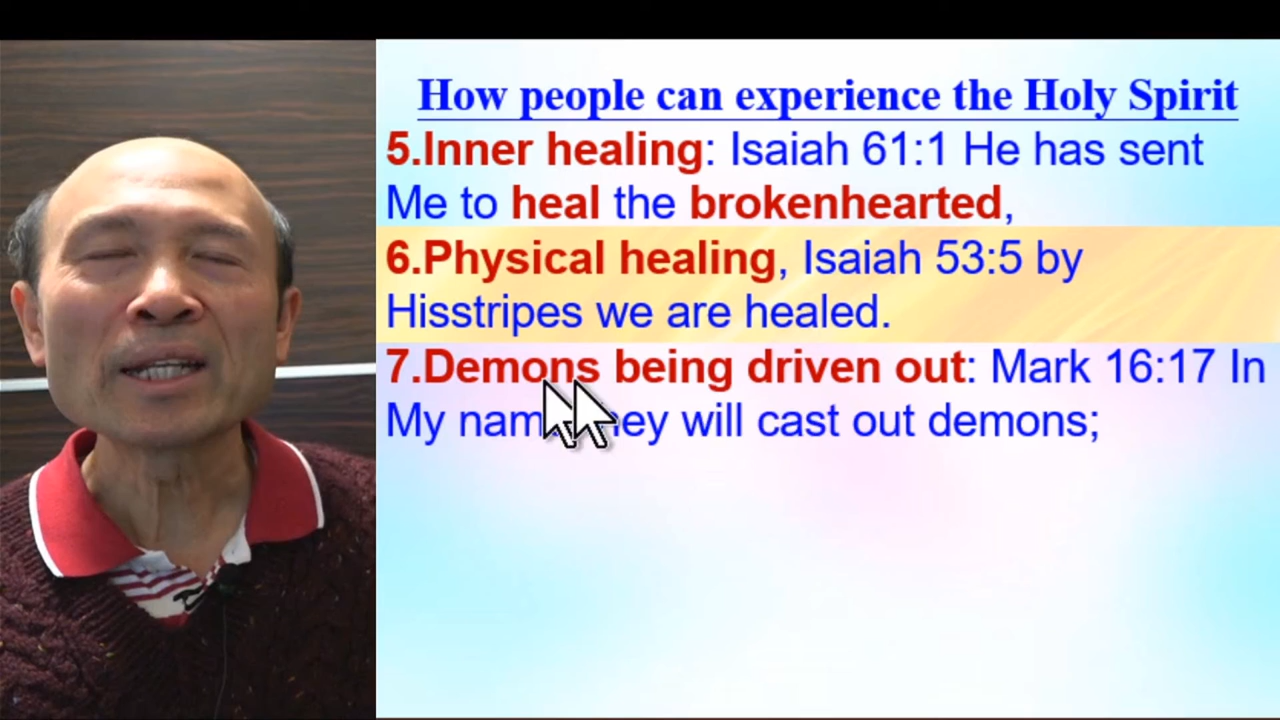 How people can experience the Holy Spirit
5.Inner healing: Isaiah 61:1 He has sent
Me to heal the brokenhearted,
6.Physical healing, Isaiah 53:5 by
Hisstripes we are healed.
7.Demons being driven out: Mark 16:17 In
My will cast out demons;